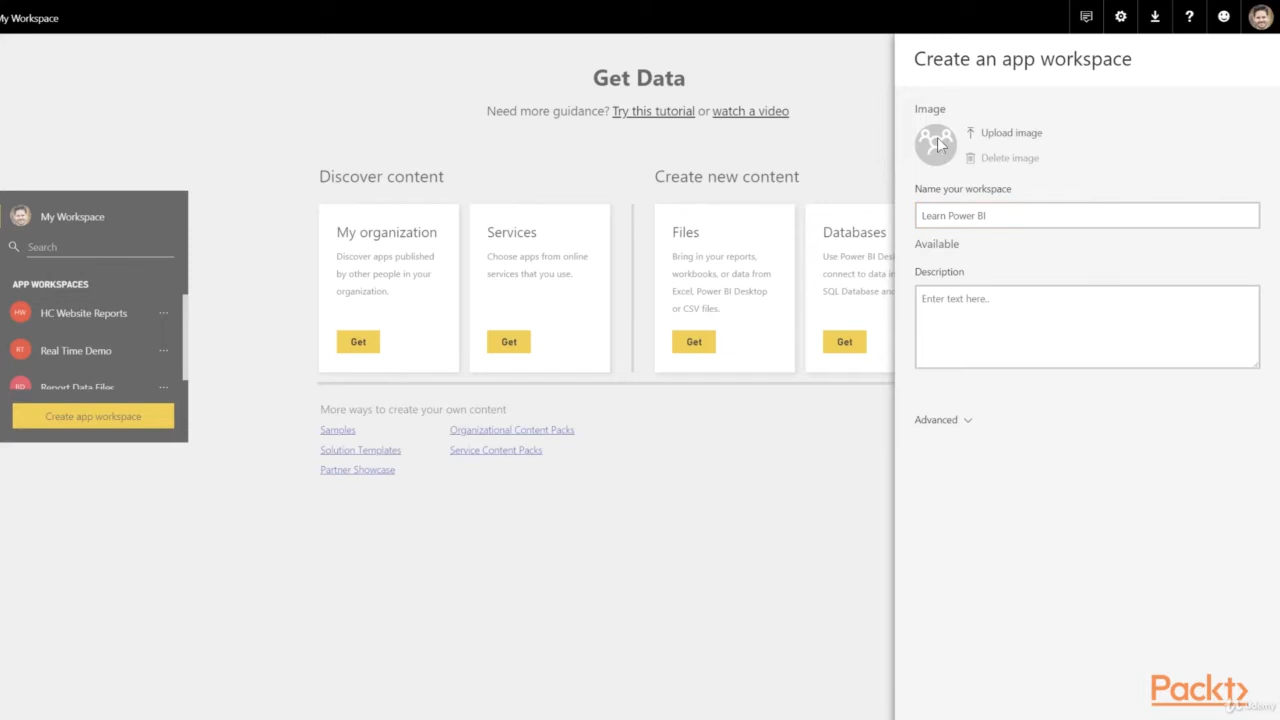 My Workspace
Get Data
Need more guidance? Try this tutorial or watch a video
Discover content
Create new content
My organization
Discover apps published
by other people in your
organization.
Get
Services
Choose apps from online
services that you use.
Get
Files
Bring in your reports,
workbooks, or data from
Excel, Power BI Desktop
or CSV files.
Get
Databases
Use Power BI Des
connect to data in
SQL Database and
Get
More ways to create your own content
Samples
Organizational Content Packs
Solution Templates
Service Content Packs
Partner Showcase
My Workspace
Search
APP WORKSPACES
HW HC Website Reports
RT Real Time Demo
RD Report Data Files
Create app workspace
Create an app workspace
Image
Upload image
Delete image
Name your workspace
Learn Power BI
Available
Description
Enter text here..
Advanced
Packt
Udemy